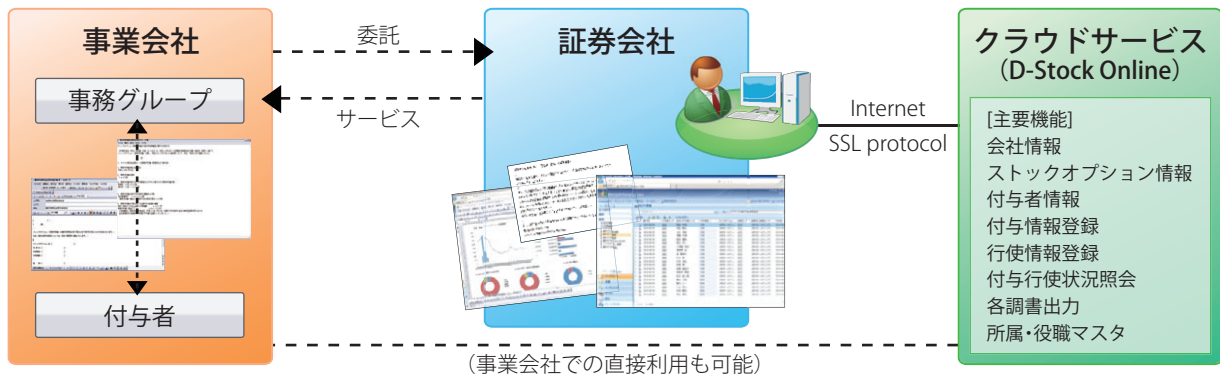 事業会社
事務グループ
付与者
委託
サービス
証券会社
Internet
SSL protocol
クラウドサービス
（D-Stock Online）
[主要機能]
会社情報
ストックオプション情報
付与者情報
付与情報登録
行使情報登録
付与行使状況照会
各調書出力
所属・役職マスタ
（事業会社での直接利用も可能）